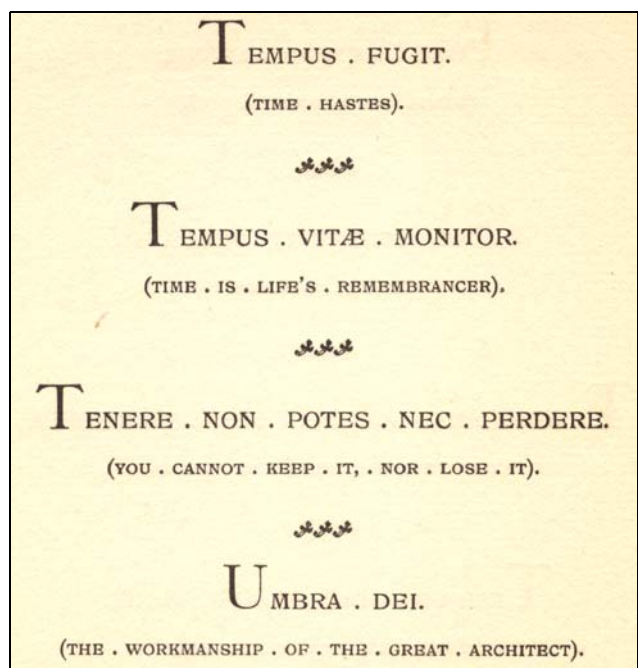 TEMPUS . FUGIT.
(TIME . HASTES).
TEMPUS . VITÆ . MONITOR.
(TIME . IS . LIFE'S . REMEMBRANCER).
TENERE . NON . POTES . NEC . PERDERE.
(YOU . CANNOT . KEEP . IT, . NOR . LOSE . IT).
UMBRA . DEI.
(THE . WORKMANSHIP . OF . THE . GREAT . ARCHITECT).